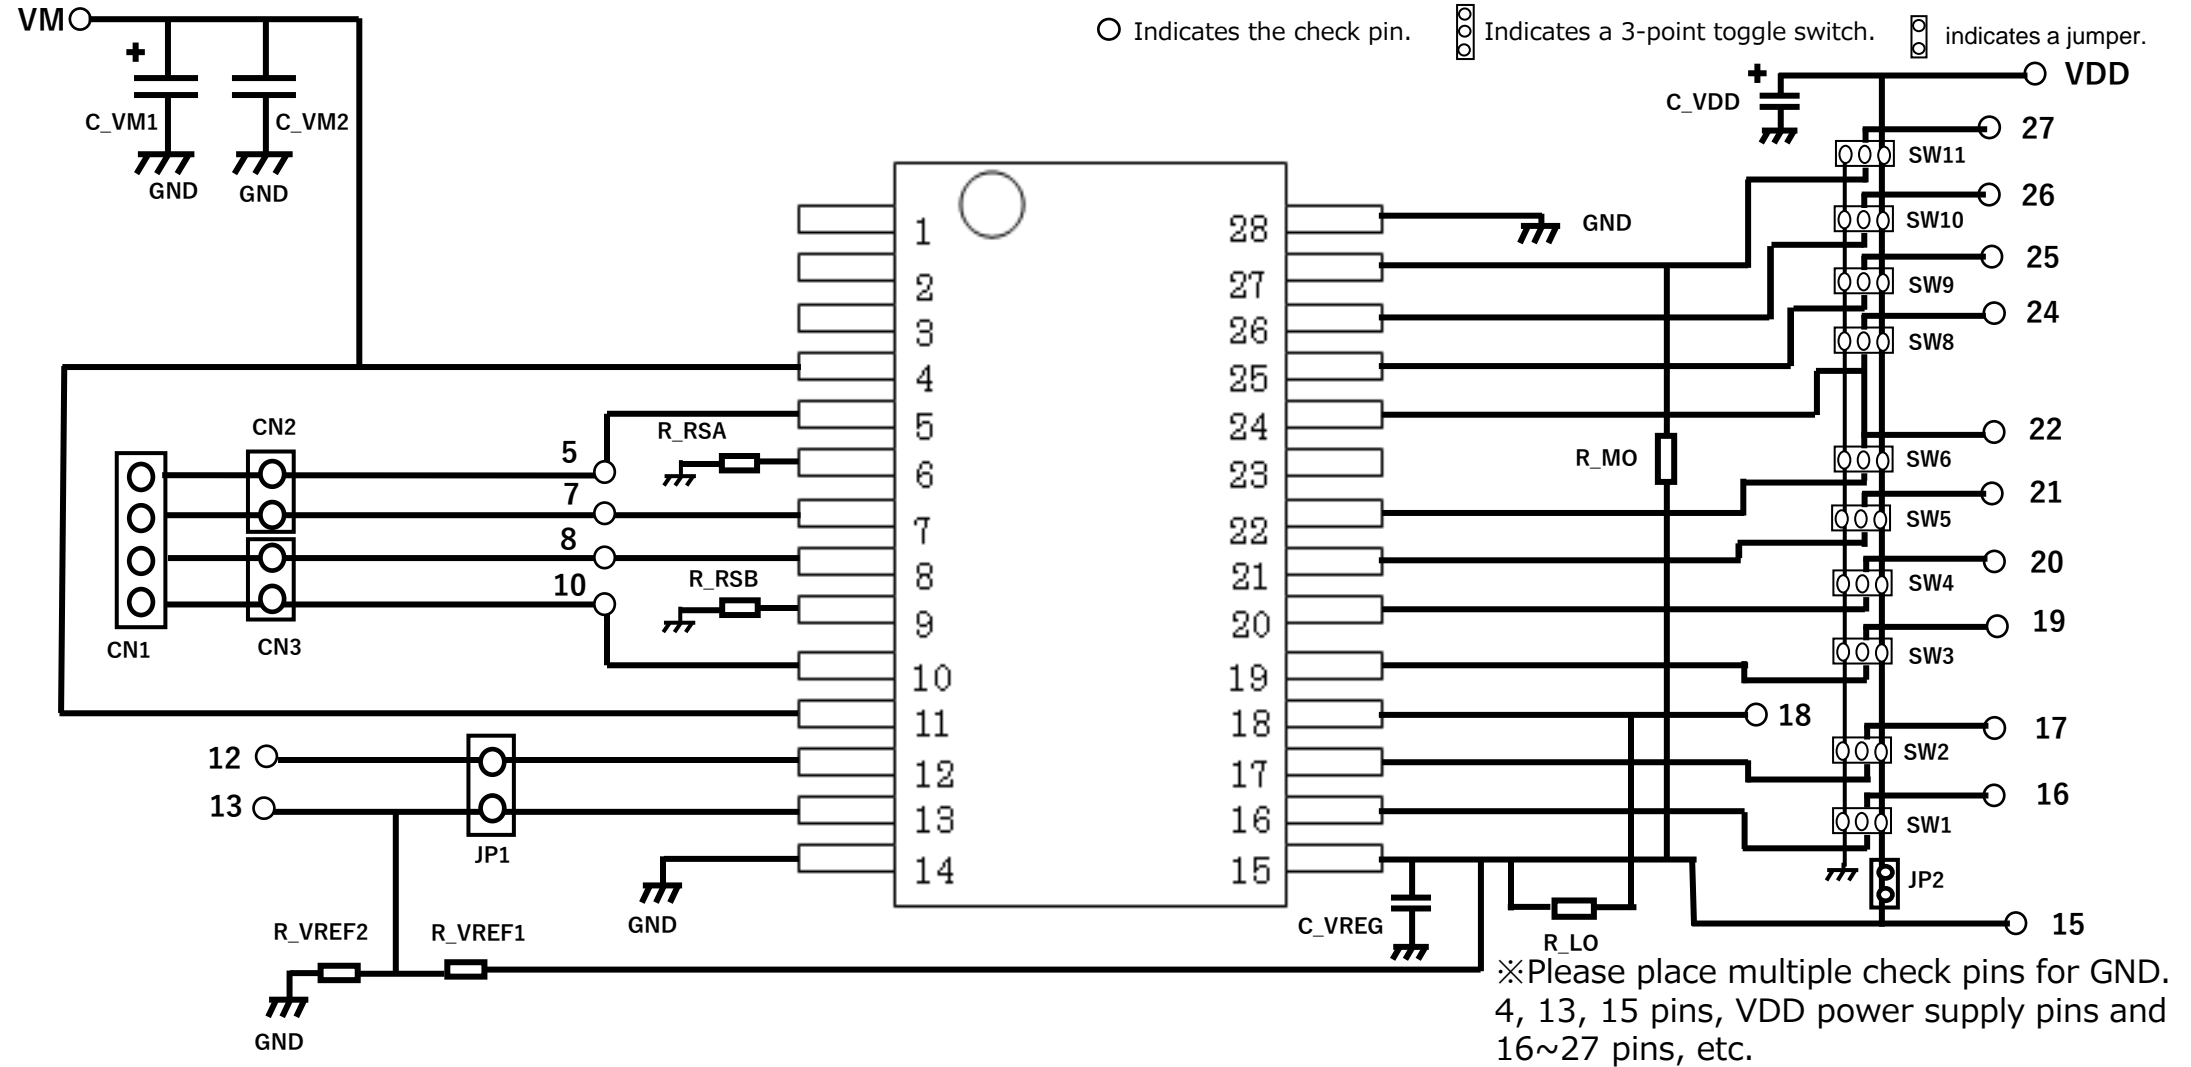 VM
Indicates the check pin.
Indicates a 3-point toggle switch.
indicates a jumper.
+
C_VM1
C_VM2
GND
GND
+
C_VDD
VDD
27
SW11
26
SW10
25
SW9
24
SW8
22
SW6
21
SW5
20
SW4
19
SW3
18
17
SW2
16
SW1
JP2
15
GND
1
2
3
4
5
6
7
8
9
10
11
12
13
14
28
27
26
25
24
23
22
21
20
19
18
17
16
15
CN2
CN1
CN3
5
7
8
10
R_RSA
R_RSB
R_MO
12
13
JP1
GND
R_VREF2
R_VREF1
GND
C_VREG
R_LO
※Please place multiple check pins for GND.
4, 13, 15 pins, VDD power supply pins and
16~27 pins, etc.